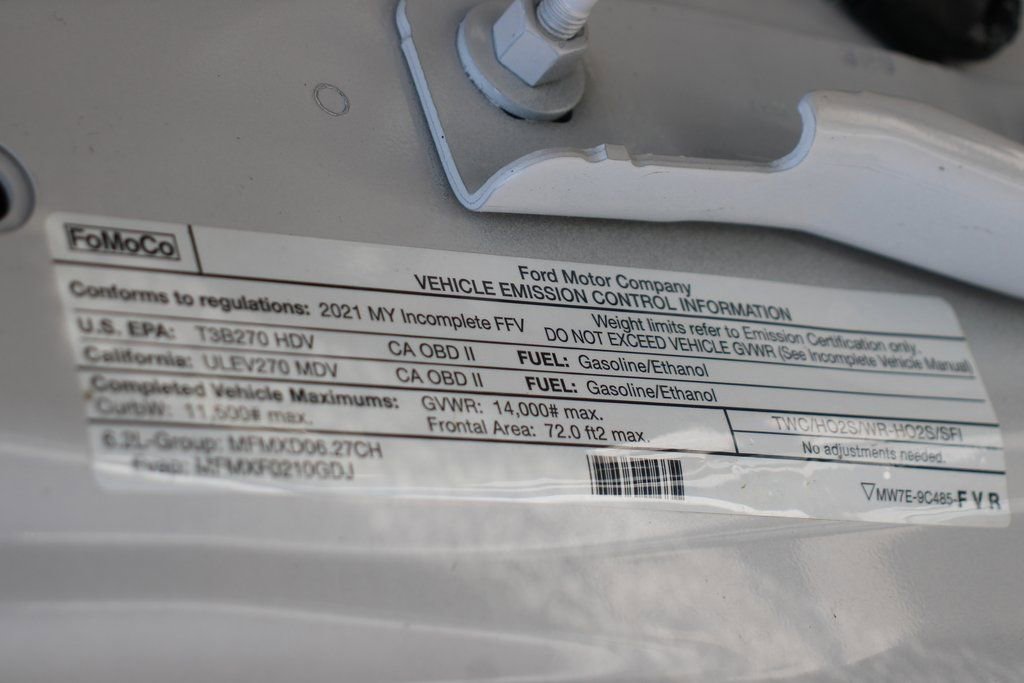 FoMoCo
Ford Motor Company
VEHICLE EMISSION CONTROL INFORMATION
Conforms to regulations: 2021 MY Incomplete FFV
Weight limits refer to Emission Certification only.
DO NOT EXCEED VEHICLE GVWR (See Incomplete Vehicle Manual)
U.S. EPA: T3B270 HDV CA OBD II FUEL: Gasoline/Ethanol
California: ULEV270 MDV CA OBD II FUEL: Gasoline/Ethanol
Completed Vehicle Maximums: GVWR: 14,000# max.
CurbW: 11,500# max. Frontal Area: 72.0 ft2 max.
TWC/HO2S/WR-HO2S/SFI
No adjustments needed.
6.2L-Group: MFMXD06.27CH
Evap: MFMXF0210GDJ
▽MW7E-9C485-FYR